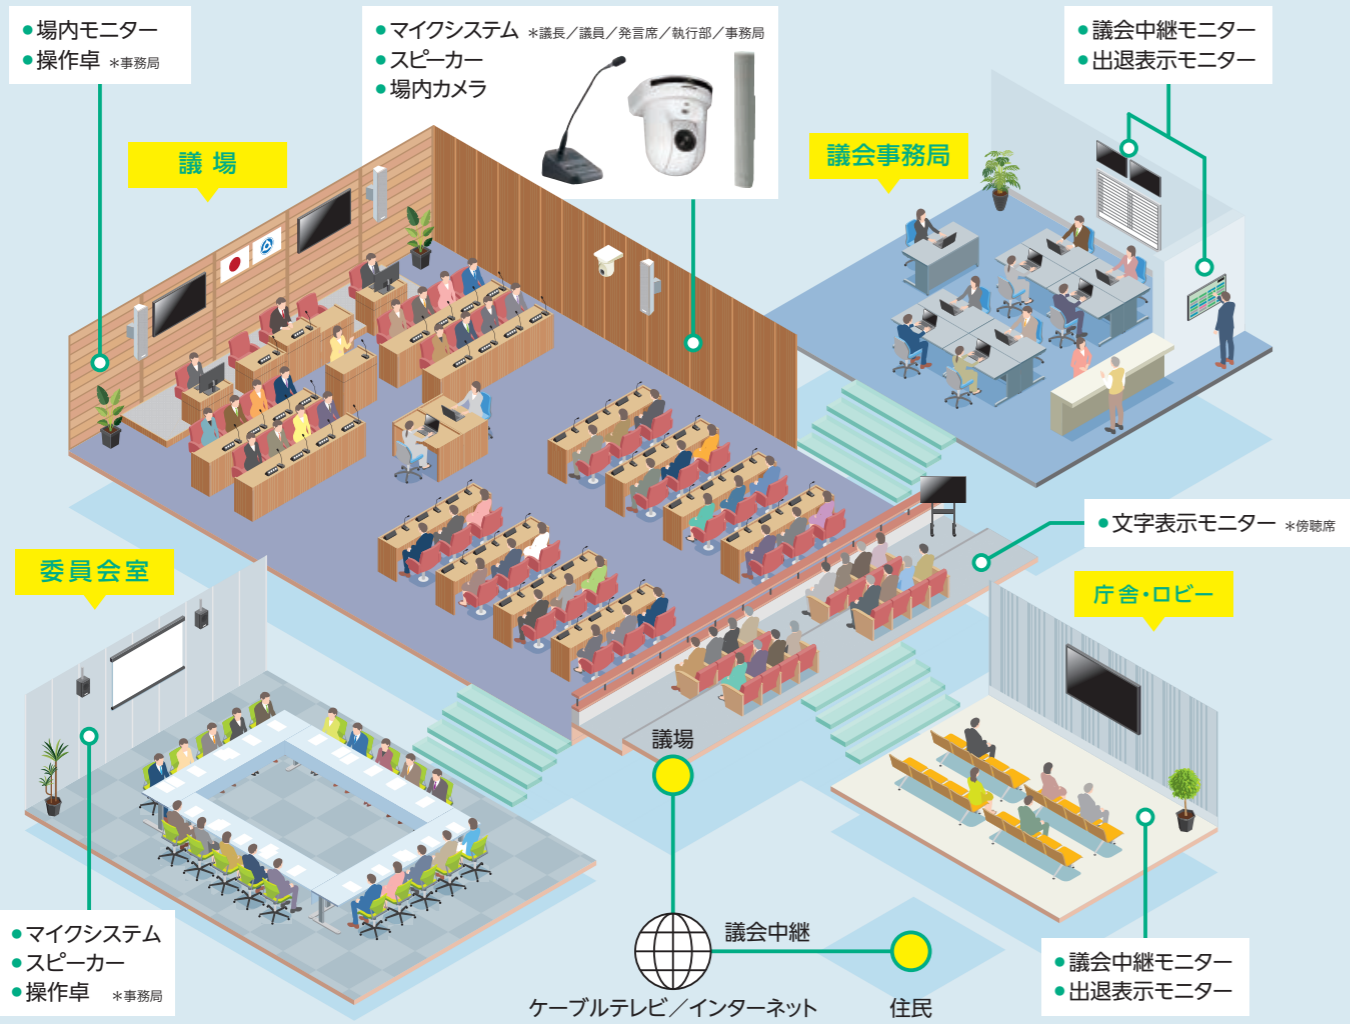 ●場内モニター
●操作卓 ＊事務局
●マイクシステム ＊議長／議員／発言席／執行部／事務局
●スピーカー
●場内カメラ
●議会中継モニター
●出退表示モニター
議場
議会事務局
●文字表示モニター ＊傍聴席
委員会室
庁舎・ロビー
議場
●マイクシステム
●スピーカー
●操作卓 ＊事務局
議会中継
ケーブルテレビ／インターネット
住民
●議会中継モニター
●出退表示モニター